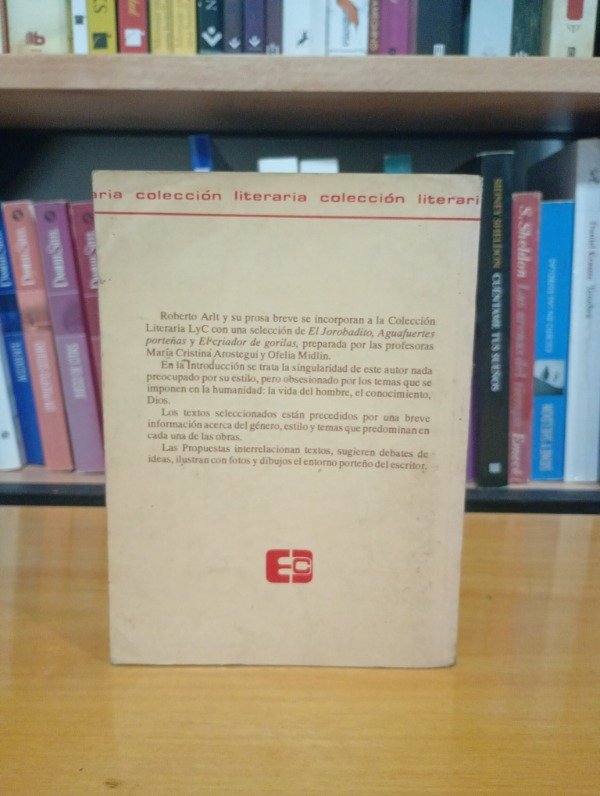 aria colección literaria colección literari
Roberto Arlt y su prosa breve se incorporan a la Colección
Literaria LyC con una selección de El Jorobadito, Aguafuertes
porteñas y El criador de gorilas, preparada por las profesoras
María Cristina Arostegui y Ofelia Midlin.
En la Introducción se trata la singularidad de este autor nada
preocupado por su estilo, pero obsesionado por los temas que se
imponen en la humanidad: la vida del hombre, el conocimiento,
Dios.
Los textos seleccionados están precedidos por una breve
información acerca del género, estilo y temas que predominan en
cada una de las obras.
Las Propuestas interrelacionan textos, sugieren debates de
ideas, ilustran con fotos y dibujos el entorno porteño del escritor.
SIDNEY SHELDON CUÉNTAME TUS SUEÑOS
S. Sheldon Las arenas del tiempo Emecé